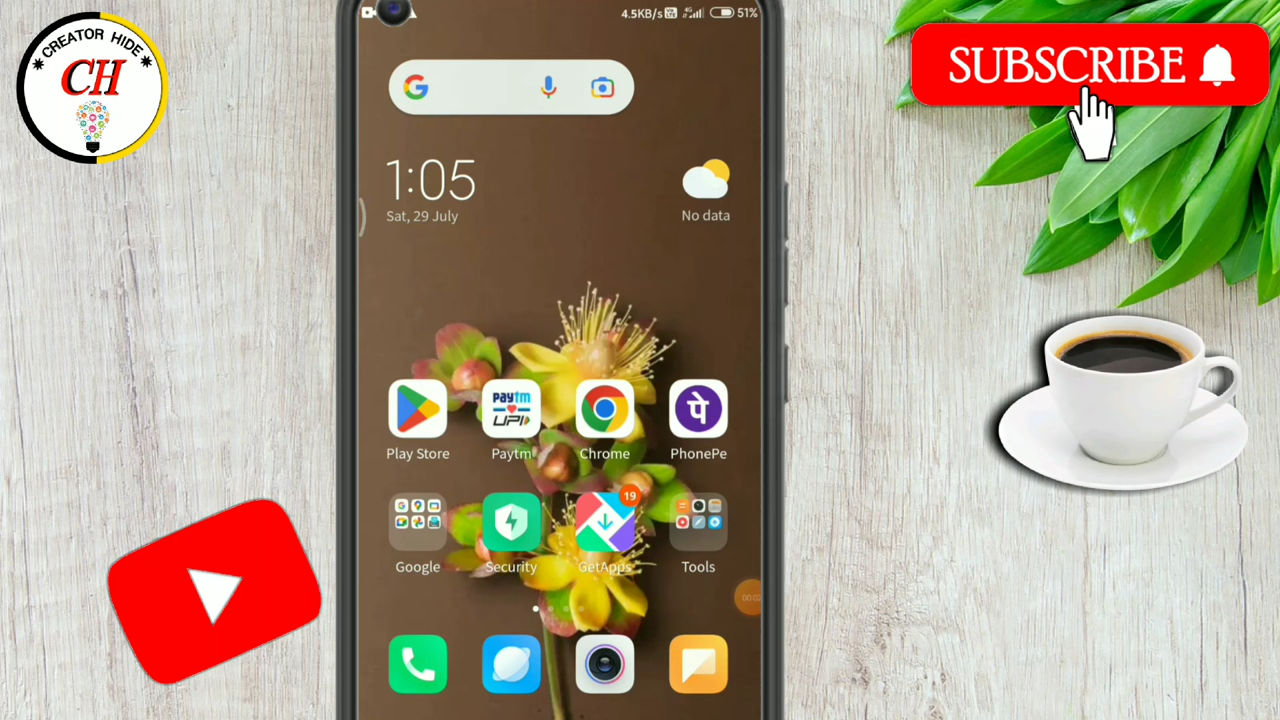 CREATOR HIDE
CH
4.5KB/s 51%
SUBSCRIBE
1:05
Sat, 29 July
No data
Paytm
UPI
पे
Play Store
Paytm
Chrome
PhonePe
19
Google
Security
GetApps
Tools